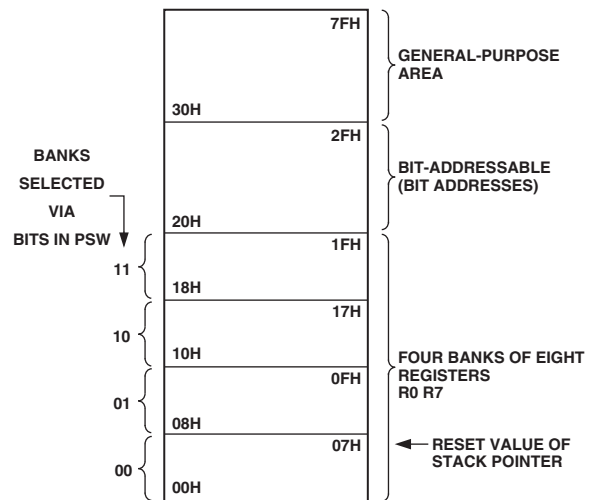 7FH
GENERAL-PURPOSE
AREA
30H
2FH
BANKS
SELECTED
VIA
BITS IN PSW
BIT-ADDRESSABLE
(BIT ADDRESSES)
20H
1FH
11
18H
17H
10
10H
FOUR BANKS OF EIGHT
REGISTERS
R0 R7
0FH
01
08H
07H
RESET VALUE OF
STACK POINTER
00
00H